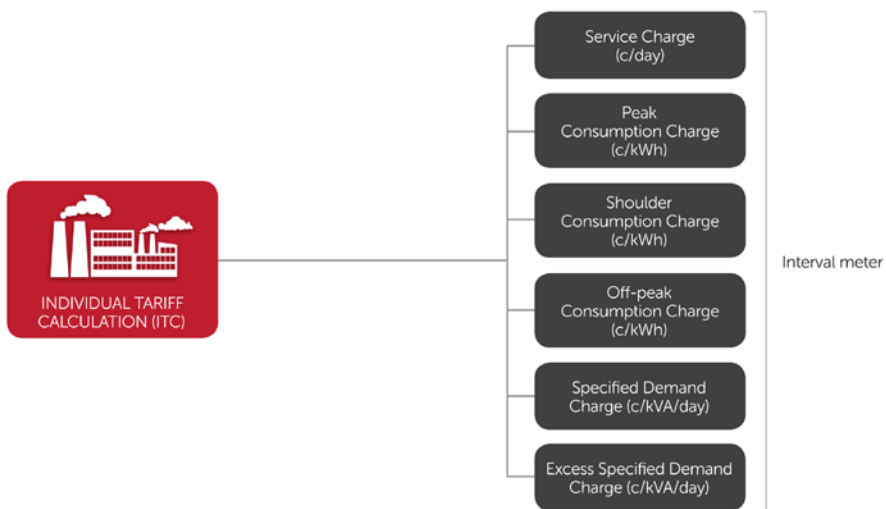 Service Charge
(c/day)
Peak
Consumption Charge
(c/kWh)
Shoulder
Consumption Charge
(c/kWh)
Off-peak
Consumption Charge
(c/kWh)
Specified Demand
Charge (c/kVA/day)
Excess Specified Demand
Charge (c/kVA/day)
INDIVIDUAL TARIFF
CALCULATION (ITC)
Interval meter